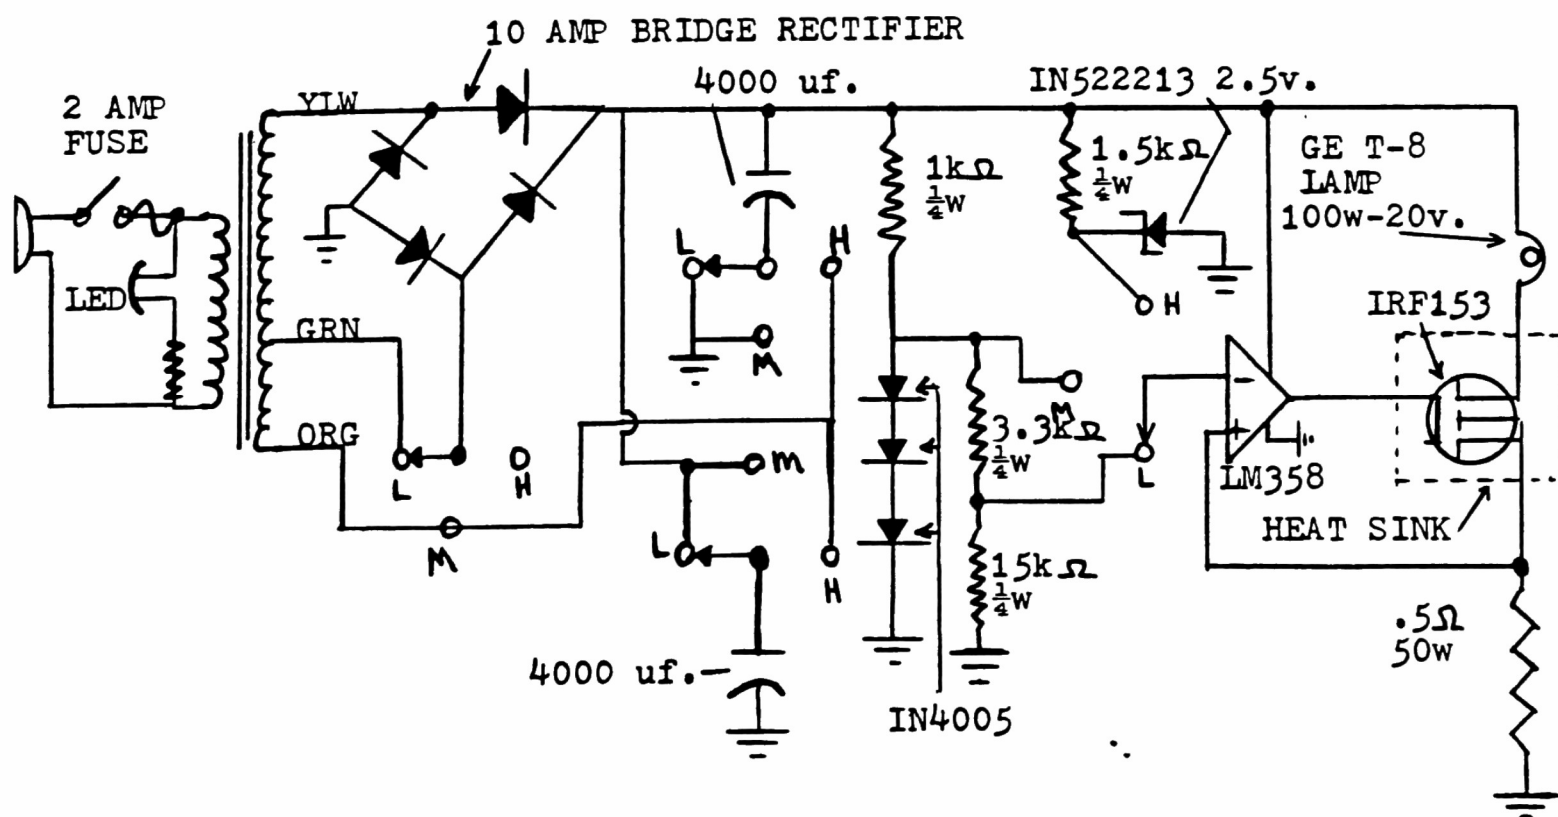 10 AMP BRIDGE RECTIFIER
2 AMP
FUSE
YLW
4000 uf.
IN522213 2.5v.
1kΩ
¼W
1.5kΩ
¼W
GE T-8
LAMP
100w-20v.
LED
L
H
H
IRF153
GRN
M
M
-
ORG
3.3kΩ
¼W
+
L
H
m
L
LM358
HEAT SINK
M
L
H
15kΩ
¼W
.5Ω
50w
4000 uf.
IN4005